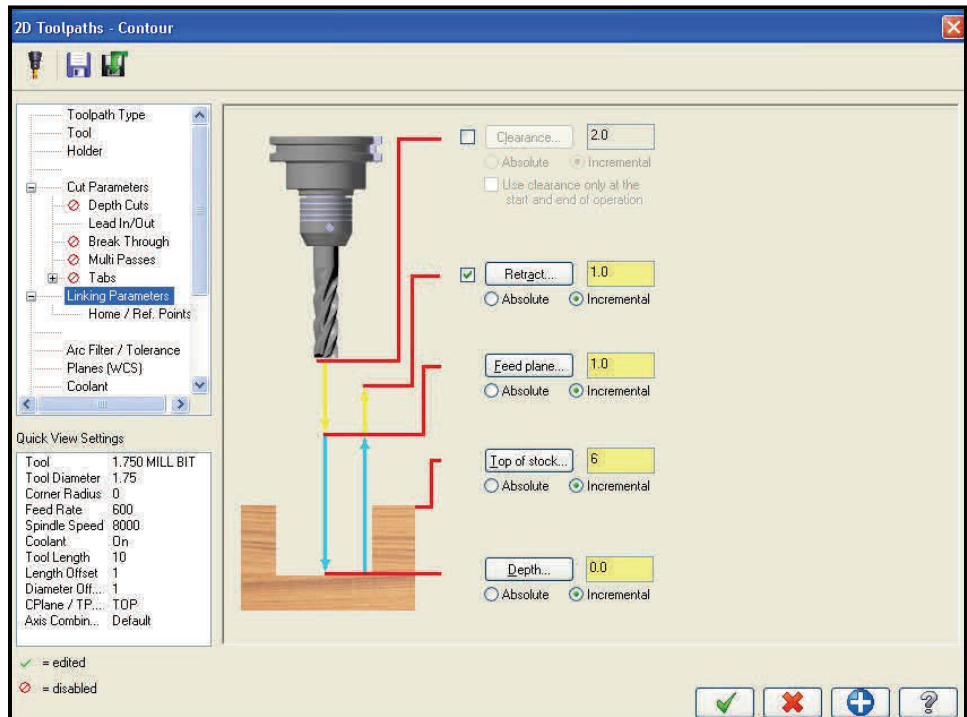 2D Toolpaths - Contour
Toolpath Type
Tool
Holder
Cut Parameters
Depth Cuts
Lead In/Out
Break Through
Multi Passes
Tabs
Linking Parameters
Home / Ref. Points
Arc Filter / Tolerance
Planes (WCS)
Coolant
Quick View Settings
Tool 1.750 MILL BIT
Tool Diameter 1.75
Corner Radius 0
Feed Rate 600
Spindle Speed 8000
Coolant On
Tool Length 10
Length Offset 1
Diameter Off... 1
CPlane / TP... TOP
Axis Combin... Default
= edited
= disabled
Clearance... 2.0
Absolute Incremental
Use clearance only at the
start and end of operation
Retract... 1.0
Absolute Incremental
Feed plane... 1.0
Absolute Incremental
Top of stock... 6
Absolute Incremental
Depth... 0.0
Absolute Incremental
?